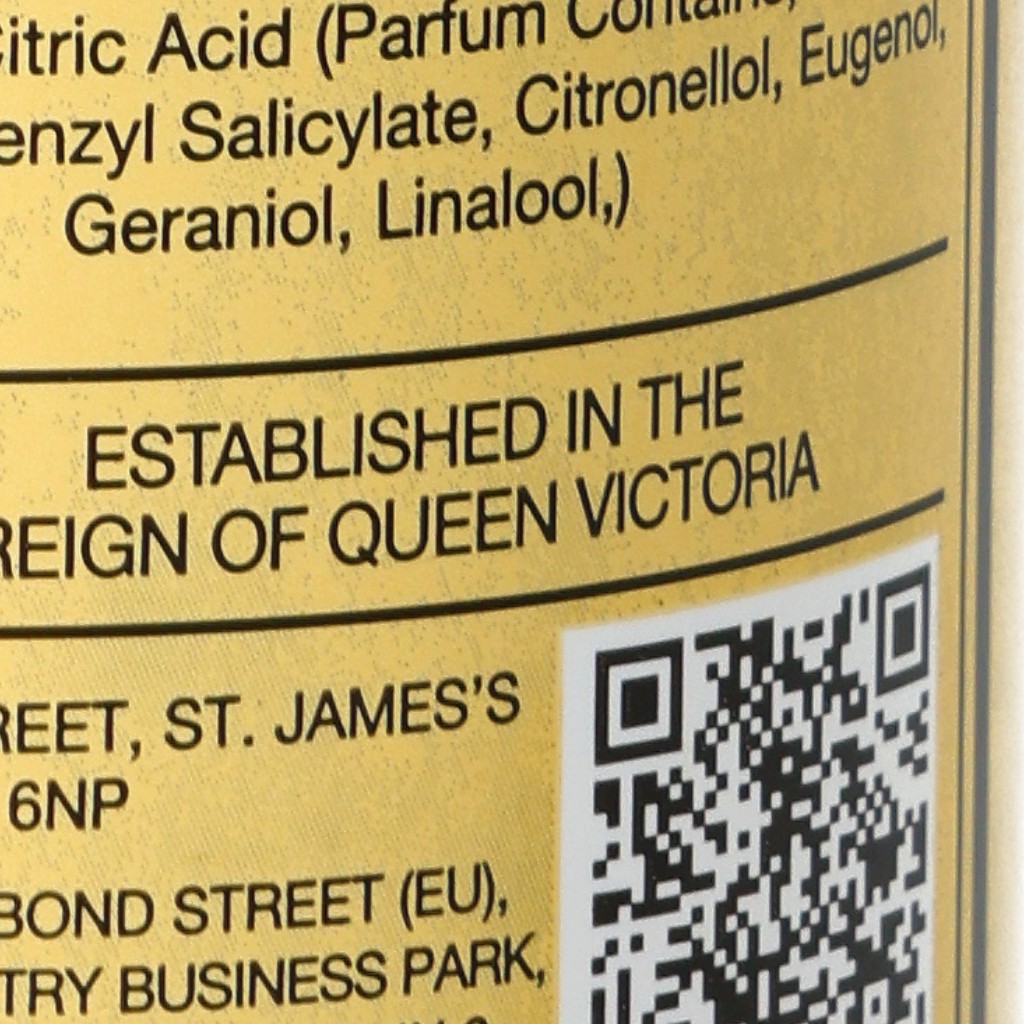 Citric Acid (Parfum Contains,
enzyl Salicylate, Citronellol, Eugenol,
Geraniol, Linalool,)
ESTABLISHED IN THE
REIGN OF QUEEN VICTORIA
REET, ST. JAMES'S
6NP
BOND STREET (EU),
TRY BUSINESS PARK,